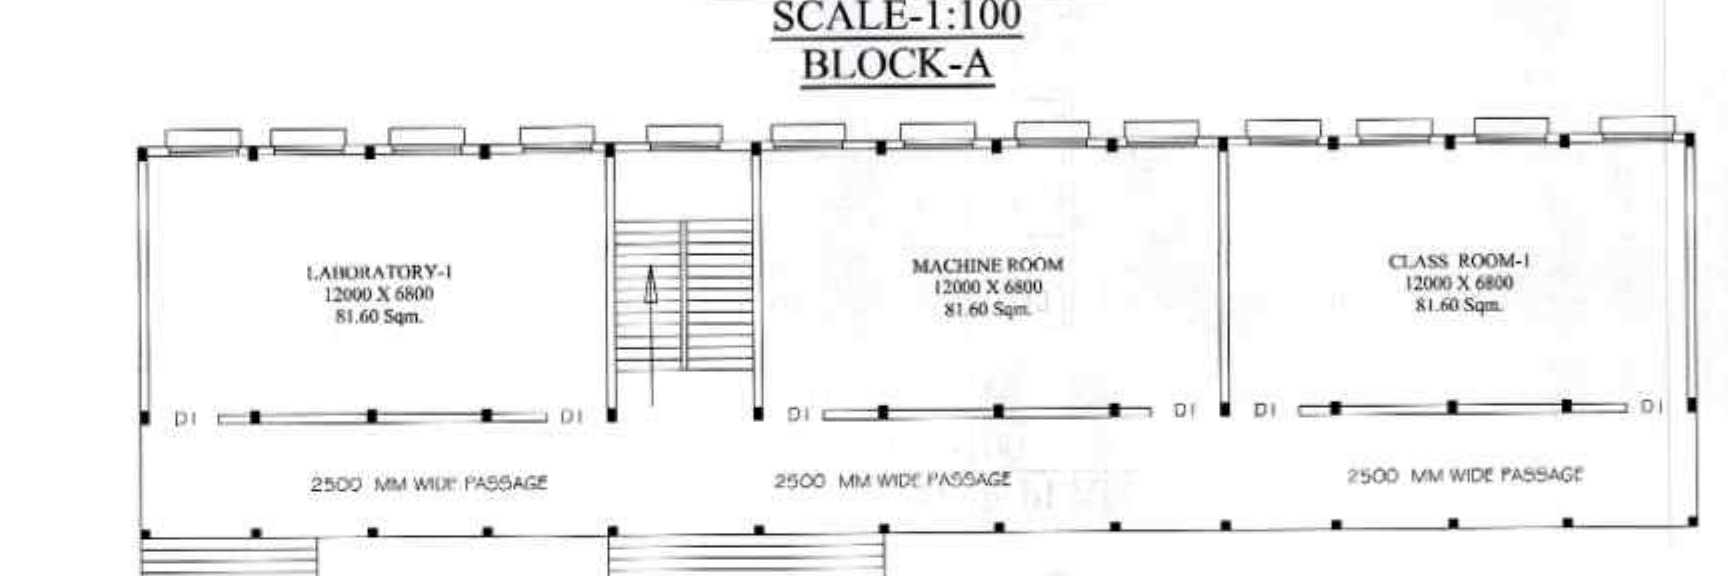 SCALE-1:100
BLOCK-A
LABORATORY-1
12000 X 6800
81.60 Sqm.
MACHINE ROOM
12000 X 6800
81.60 Sqm.
CLASS ROOM-1
12000 X 6800
81.60 Sqm.
D1
D1
D1
D1
D1
D1
2500 MM WIDE PASSAGE
2500 MM WIDE PASSAGE
2500 MM WIDE PASSAGE